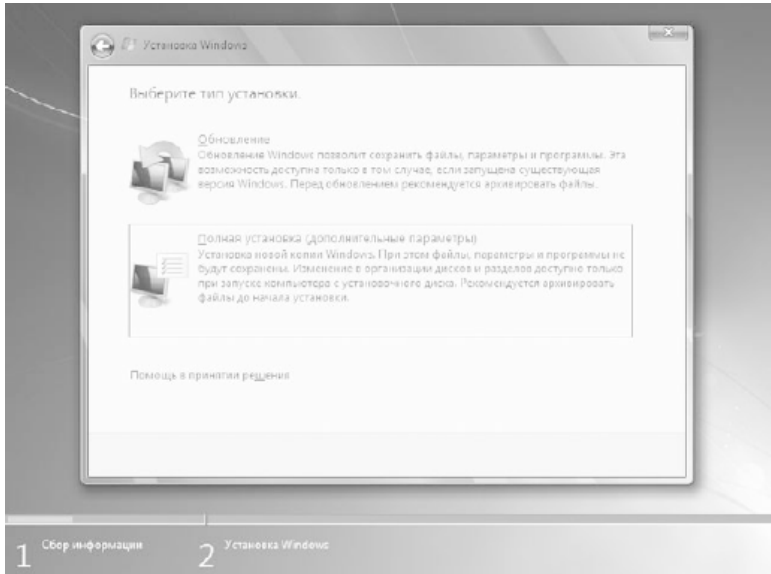 Установка Windows
Выберите тип установки.
Обновление
Обновление Windows позволит сохранить файлы, параметры и программы. Эта
возможность доступна только в том случае, если запущена существующая
версия Windows. Перед обновлением рекомендуется архивировать файлы.
Полная установка (дополнительные параметры)
Установка новой копии Windows. При этом файлы, параметры и программы не
будут сохранены. Изменение в организации дисков и разделов доступно только
при запуске компьютера с установочного диска. Рекомендуется архивировать
файлы до начала установки.
Помощь в принятии решения
1 Сбор информации 2 Установка Windows